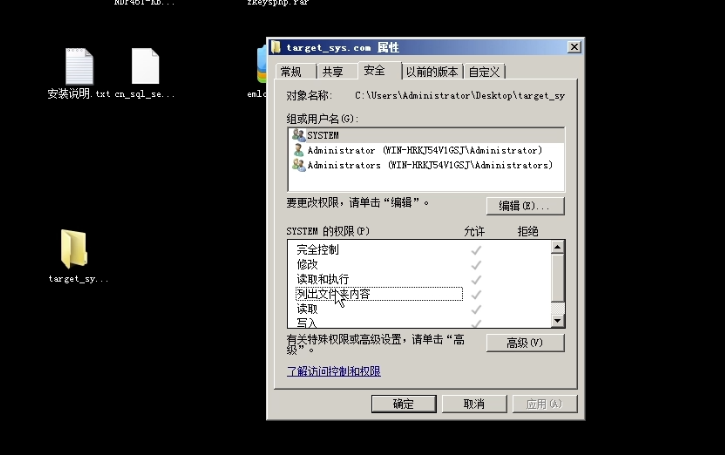 zkeysphp.rar
target_sys.com 属性
常规
共享
安全
以前的版本
自定义
安装说明.txt
cn_sql_se...
对象名称:
C:\Users\Administrator\Desktop\target_sy
组或用户名(G):
SYSTEM
Administrator (WIN-HRKJ54V1GSJ\Administrator)
Administrators (WIN-HRKJ54V1GSJ\Administrators)
要更改权限，请单击“编辑”。
编辑(E)...
SYSTEM 的权限(P)
允许
拒绝
完全控制
修改
读取和执行
列出文件夹内容
读取
写入
target_sy...
有关特殊权限或高级设置，请单击“高
级”。
高级(V)
了解访问控制和权限
确定
取消
应用(A)